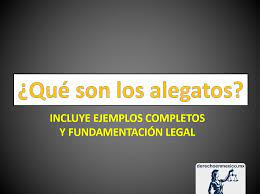 ¿Qué son los alegatos?
INCLUYE EJEMPLOS COMPLETOS
Y FUNDAMENTACIÓN LEGAL
derechoenmexico.mx